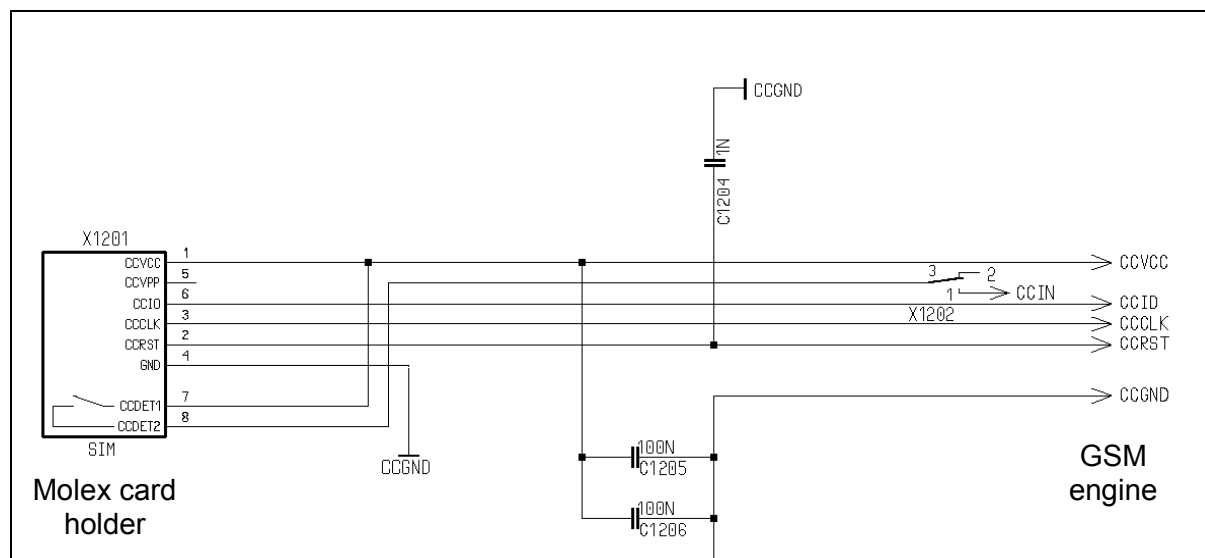 CCGND
1N
C1204
X1201
CCVCC 1
CCVPP 5
CCIO 6
CCCLK 3
CCRST 2
GND 4
CCDET1 7
CCDET2 8
SIM
CCGND
3
2
1
CCIN
X1202
CCVCC
CCIO
CCCLK
CCRST
CCGND
100N
C1205
100N
C1206
Molex card
holder
GSM
engine